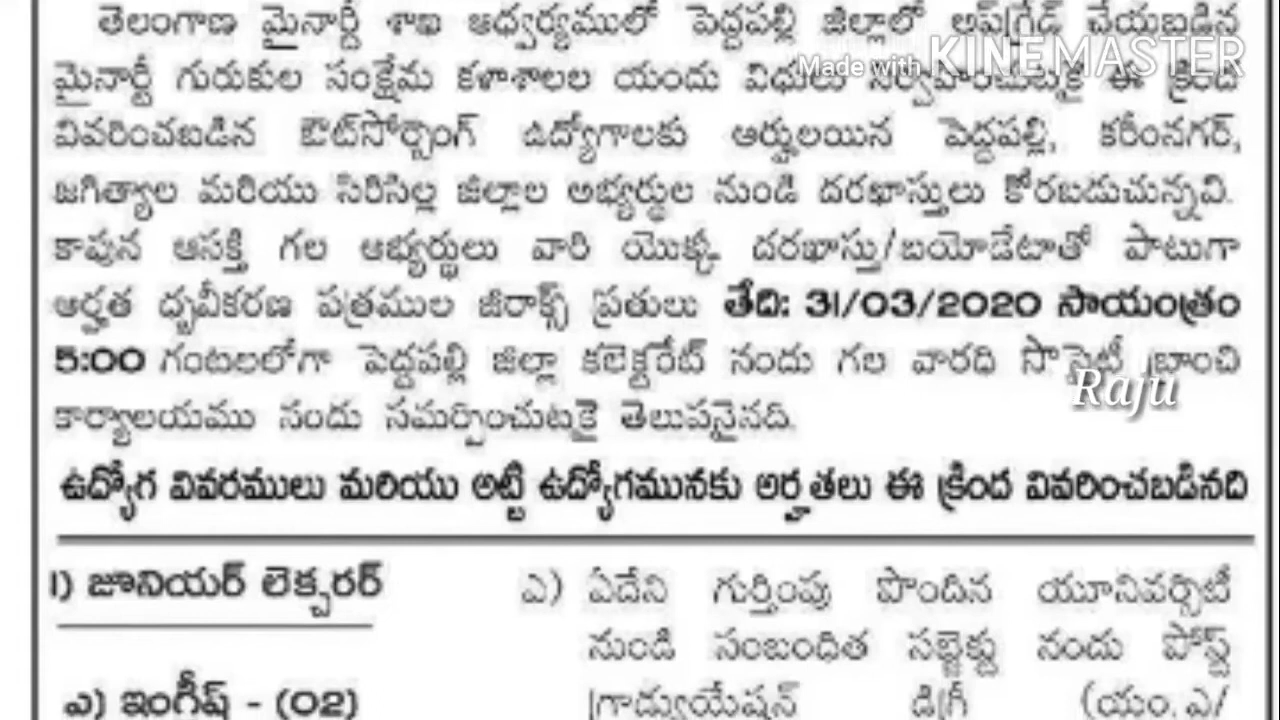 తెలంగాణ మైనార్టీ శాఖ ఆధ్వర్యములో పెద్దపల్లి జిల్లాలో అప్‌గ్రేడ్ చేయబడిన
Made with KINEMASTER
మైనార్టీ గురుకుల సంక్షేమ కళాశాలల యందు విధులు నిర్వహించుటకై ఈ క్రింద
వివరించబడిన ఔట్‌సోర్సింగ్ ఉద్యోగాలకు అర్హులయిన పెద్దపల్లి, కరీంనగర్,
జగిత్యాల మరియు సిరిసిల్ల జిల్లాల అభ్యర్థుల నుండి దరఖాస్తులు కోరబడుచున్నవి.
కావున ఆసక్తి గల అభ్యర్థులు వారి యొక్క దరఖాస్తు/బయోడేటాతో పాటుగా
అర్హత ధృవీకరణ పత్రముల జీరాక్స్ ప్రతులు తేది: 31/03/2020 సాయంత్రం
5:00 గంటలలోగా పెద్దపల్లి జిల్లా కలెక్టరేట్ నందు గల వారధి సొసైటీ బ్రాంచి
Raju
కార్యాలయము నందు సమర్పించుటకై తెలుపనైనది.
ఉద్యోగ వివరములు మరియు అట్టి ఉద్యోగమునకు అర్హతలు ఈ క్రింద వివరించబడినది
1) జూనియర్ లెక్చరర్
ఎ) ఇంగ్లీష్ - (02)
ఎ) ఏదేని గుర్తింపు పొందిన యూనివర్సిటీ
నుండి సంబంధిత సబ్జెక్టు నందు పోస్ట్
గ్రాడ్యుయేషన్ డిగ్రీ (యం.ఎ/